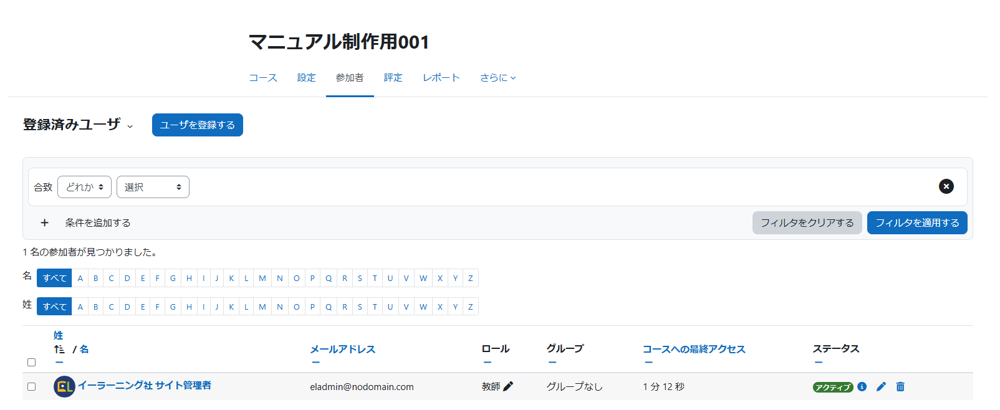 マニュアル制作用001
コース 設定 参加者 評定 レポート さらに
登録済みユーザ ユーザを登録する
合致 どれか 選択
+ 条件を追加する フィルタをクリアする フィルタを適用する
1 名の参加者が見つかりました。
名 すべて A B C D E F G H I J K L M N O P Q R S T U V W X Y Z
姓 すべて A B C D E F G H I J K L M N O P Q R S T U V W X Y Z
姓
/ 名 メールアドレス ロール グループ コースへの最終アクセス ステータス
イーラーニング社 サイト管理者 eladmin@nodomain.com 教師 グループなし 1 分 12 秒 アクティブ